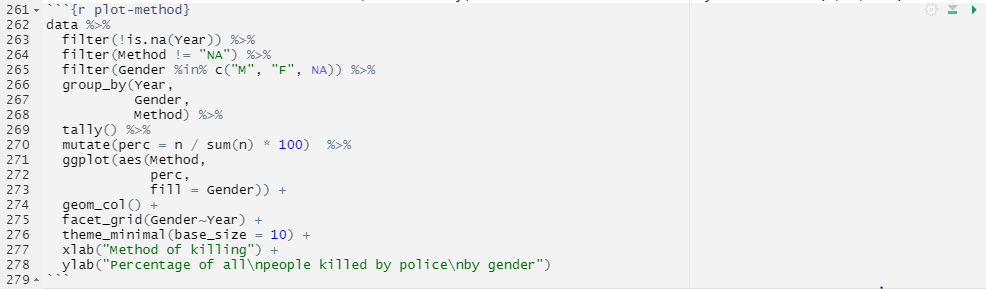 261 ```{r plot-method}
262 data %>%
263   filter(!is.na(Year)) %>%
264   filter(Method != "NA") %>%
265   filter(Gender %in% c("M", "F", NA)) %>%
266   group_by(Year,
267            Gender,
268            Method) %>%
269   tally() %>%
270   mutate(perc = n / sum(n) * 100)  %>%
271   ggplot(aes(Method,
272              perc,
273              fill = Gender)) +
274   geom_col() +
275   facet_grid(Gender~Year) +
276   theme_minimal(base_size = 10) +
277   xlab("Method of killing") +
278   ylab("Percentage of all\npeople killed by police\nby gender")
279 ```